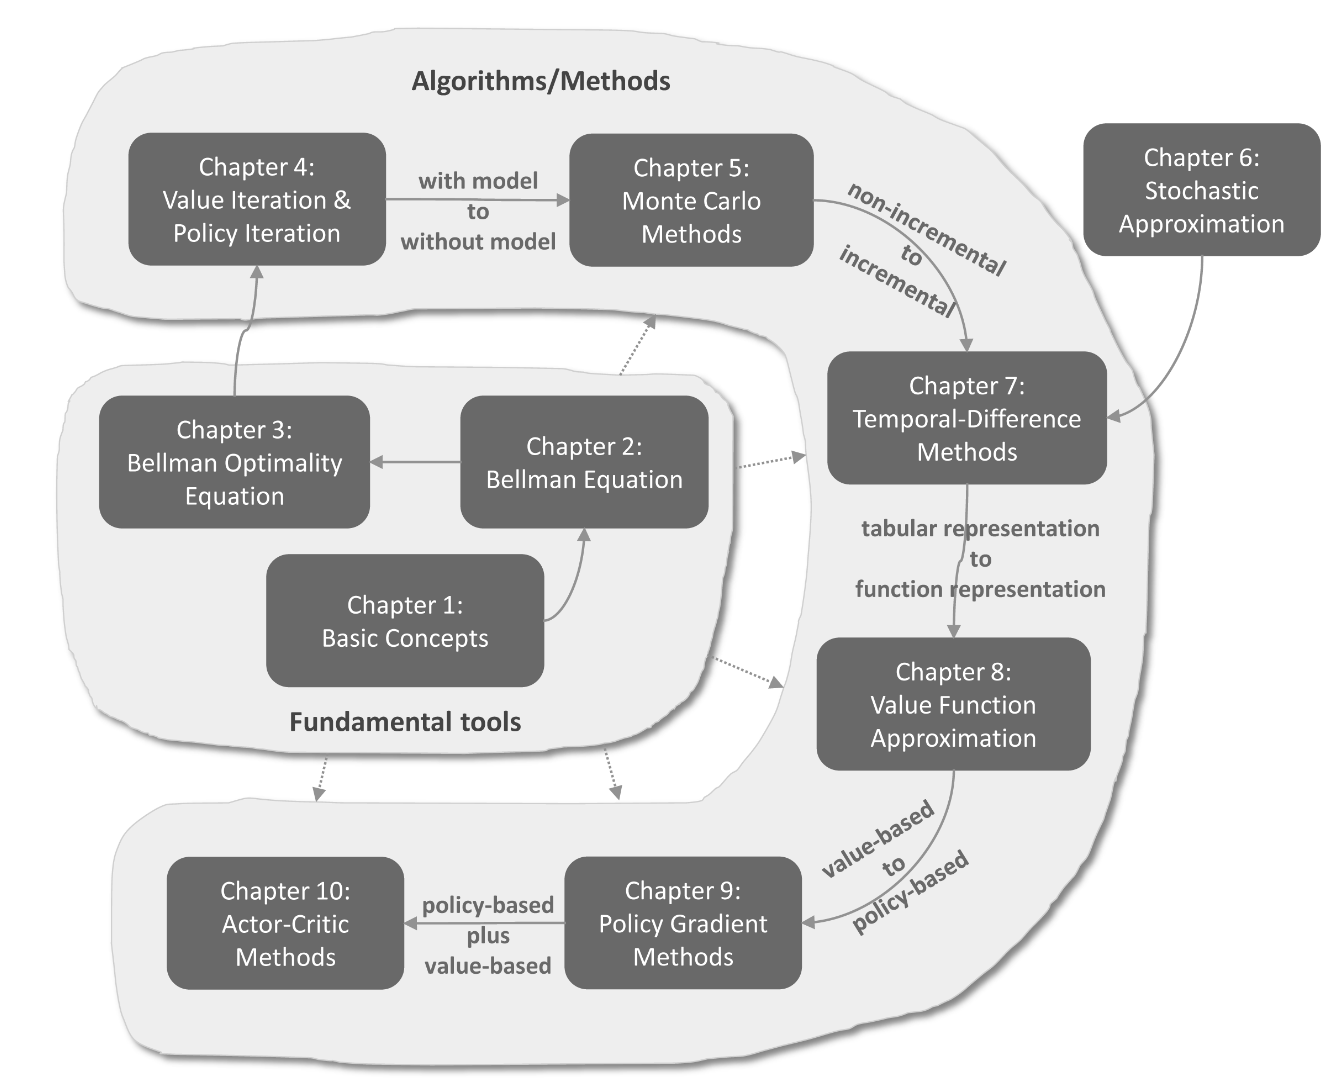 Algorithms/Methods
Chapter 4:
Value Iteration &
Policy Iteration
with model
to
without model
Chapter 5:
Monte Carlo
Methods
non-incremental
to
incremental
Chapter 6:
Stochastic
Approximation
Chapter 7:
Temporal-Difference
Methods
Chapter 3:
Bellman Optimality
Equation
Chapter 2:
Bellman Equation
Chapter 1:
Basic Concepts
Fundamental tools
tabular representation
to
function representation
Chapter 8:
Value Function
Approximation
value-based
to
policy-based
Chapter 9:
Policy Gradient
Methods
policy-based
plus
value-based
Chapter 10:
Actor-Critic
Methods